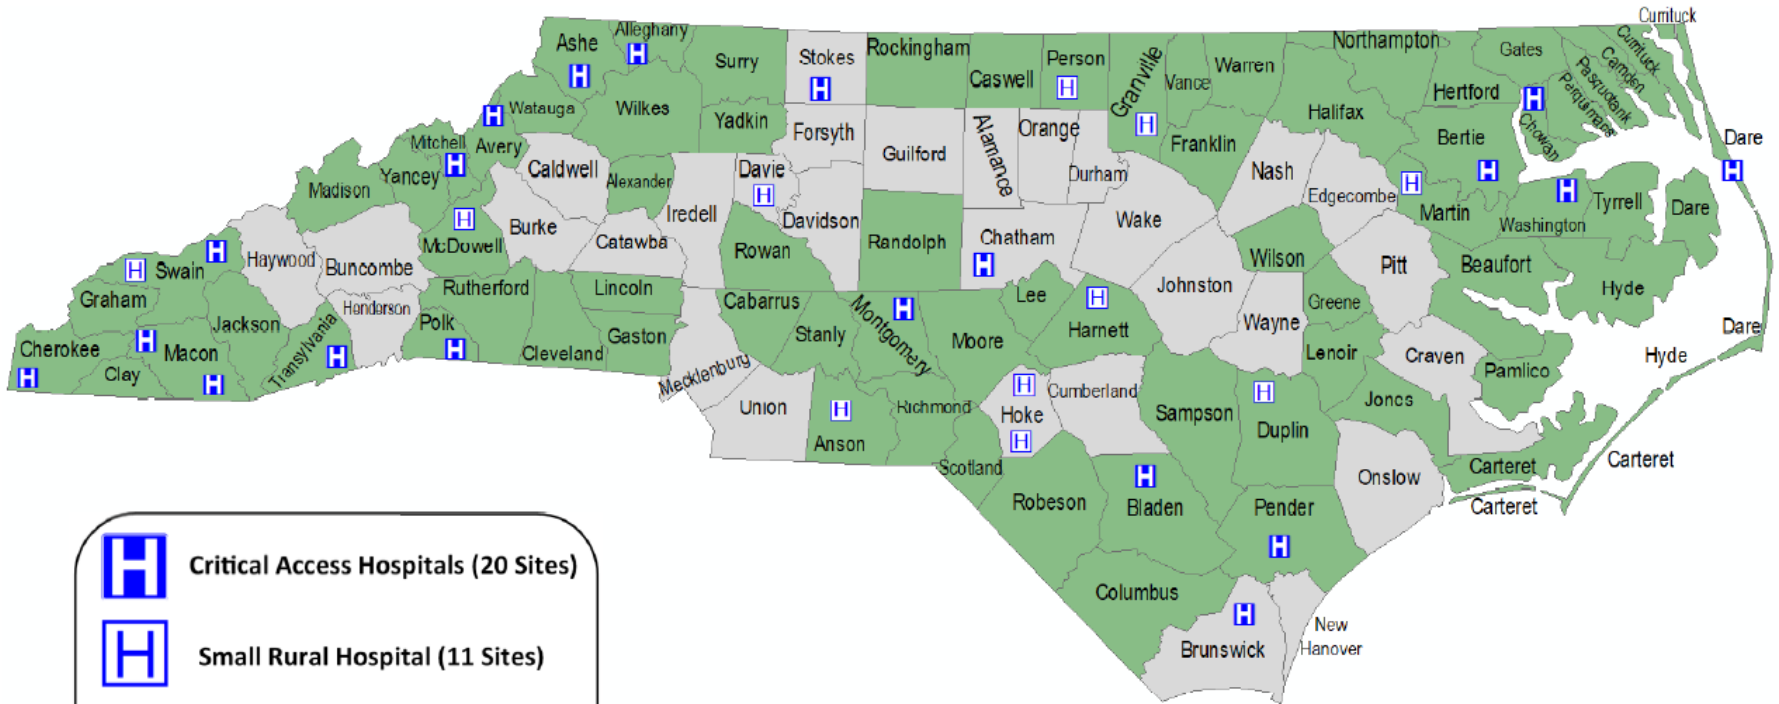 Currituck
Alleghany
Ashe
Surry
Stokes
Rockingham
Caswell
Person
Granville
Vance
Warren
Northampton
Gates
Currituck
Camden
Pasquotank
Perquimans
Chowan
Hertford
Halifax
Bertie
Dare
Watauga
Wilkes
Yadkin
Forsyth
Guilford
Alamance
Orange
Durham
Franklin
Nash
Edgecombe
Martin
Washington
Tyrrell
Dare
Mitchell
Avery
Caldwell
Alexander
Iredell
Davie
Davidson
Randolph
Chatham
Wake
Madison
Yancey
McDowell
Burke
Catawba
Rowan
Wilson
Pitt
Beaufort
Hyde
Swain
Haywood
Buncombe
Graham
Jackson
Henderson
Rutherford
Lincoln
Cabarrus
Stanly
Montgomery
Moore
Lee
Harnett
Johnston
Wayne
Greene
Lenoir
Craven
Pamlico
Dare
Hyde
Cherokee
Macon
Clay
Transylvania
Polk
Cleveland
Gaston
Mecklenburg
Union
Anson
Richmond
Hoke
Cumberland
Sampson
Duplin
Jones
Scotland
Robeson
Bladen
Pender
Onslow
Carteret
Carteret
Carteret
Columbus
Brunswick
New
Hanover
H Critical Access Hospitals (20 Sites)
H Small Rural Hospital (11 Sites)